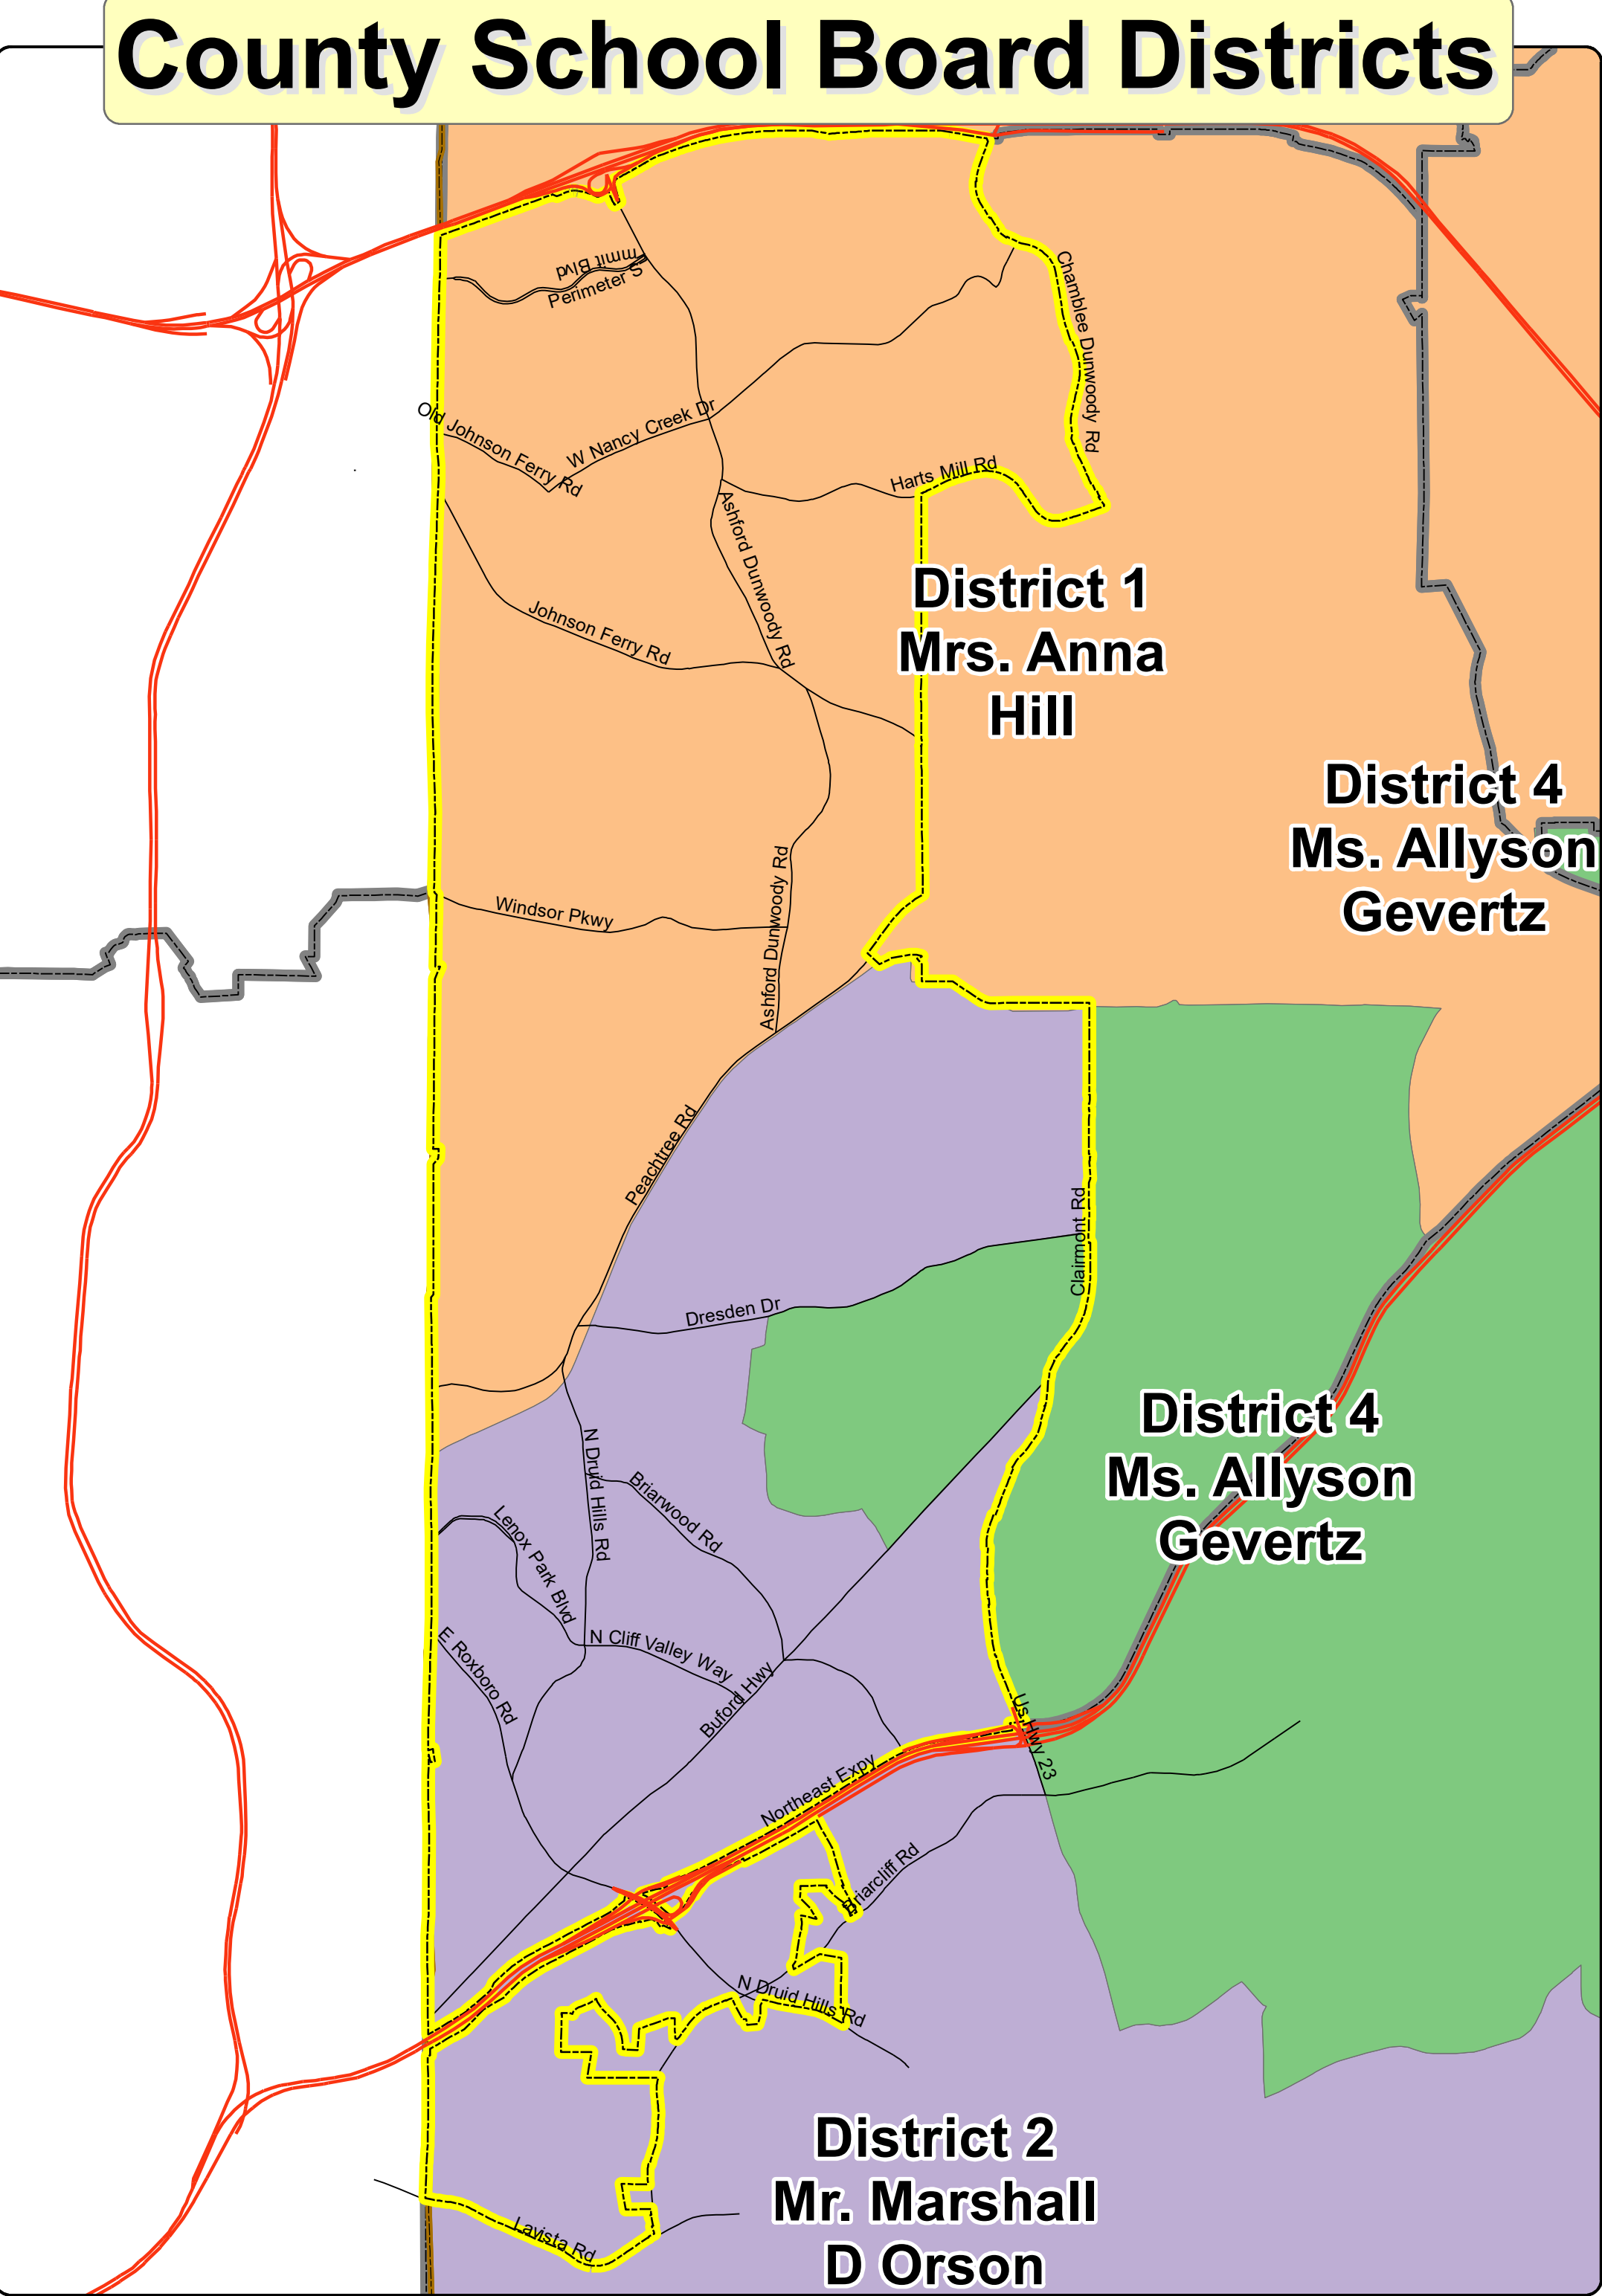 County School Board Districts
mmit Blvd
Perimeter S
Chamblee Dunwoody Rd
Old Johnson Ferry Rd
W Nancy Creek Dr
Harts Mill Rd
Ashford Dunwoody Rd
Johnson Ferry Rd
District 1
Mrs. Anna
Hill
District 4
Ms. Allyson
Gevertz
Windsor Pkwy
Ashford Dunwoody Rd
Peachtree Rd
Clairmont Rd
Dresden Dr
District 4
Ms. Allyson
Gevertz
N Druid Hills Rd
Briarwood Rd
Lenox Park Blvd
E Roxboro Rd
N Cliff Valley Way
Buford Hwy
Us Hwy 23
Northeast Expy
Briarcliff Rd
N Druid Hills Rd
Lavista Rd
District 2
Mr. Marshall
D Orson